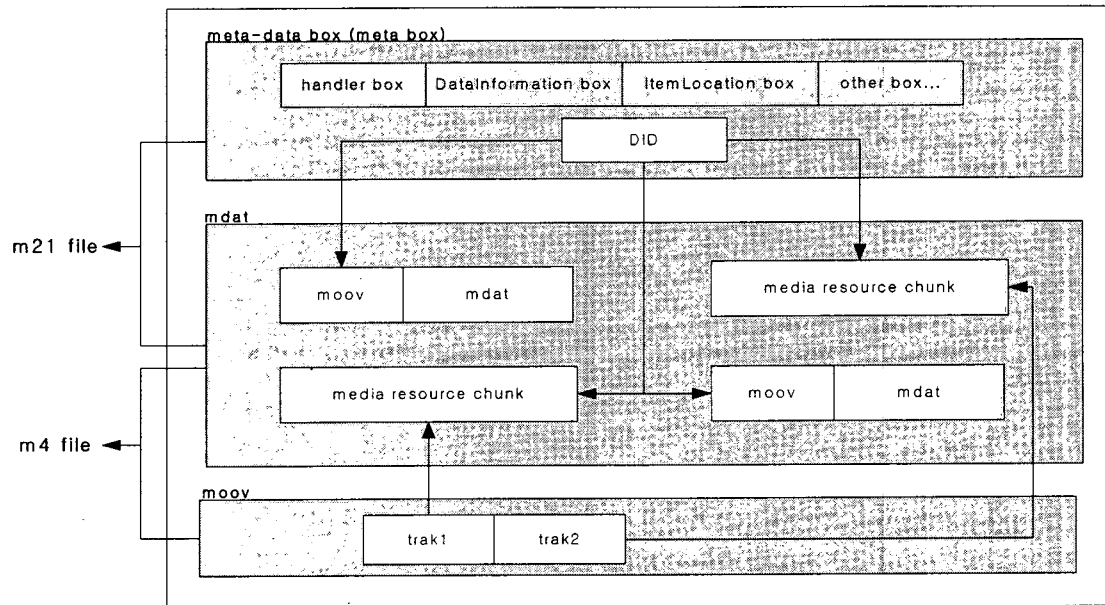 meta-data box (meta box)
handler box DataInformation box ItemLocation box other box...
DID
mdat
m21 file
moov mdat
media resource chunk
media resource chunk
moov mdat
m4 file
moov
trak1 trak2